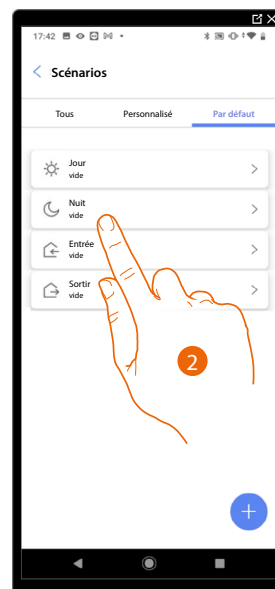 17:42
Scénarios
Tous Personnalisé Par défaut
Jour
vide
Nuit
vide
Entrée
vide
Sortir
vide
2